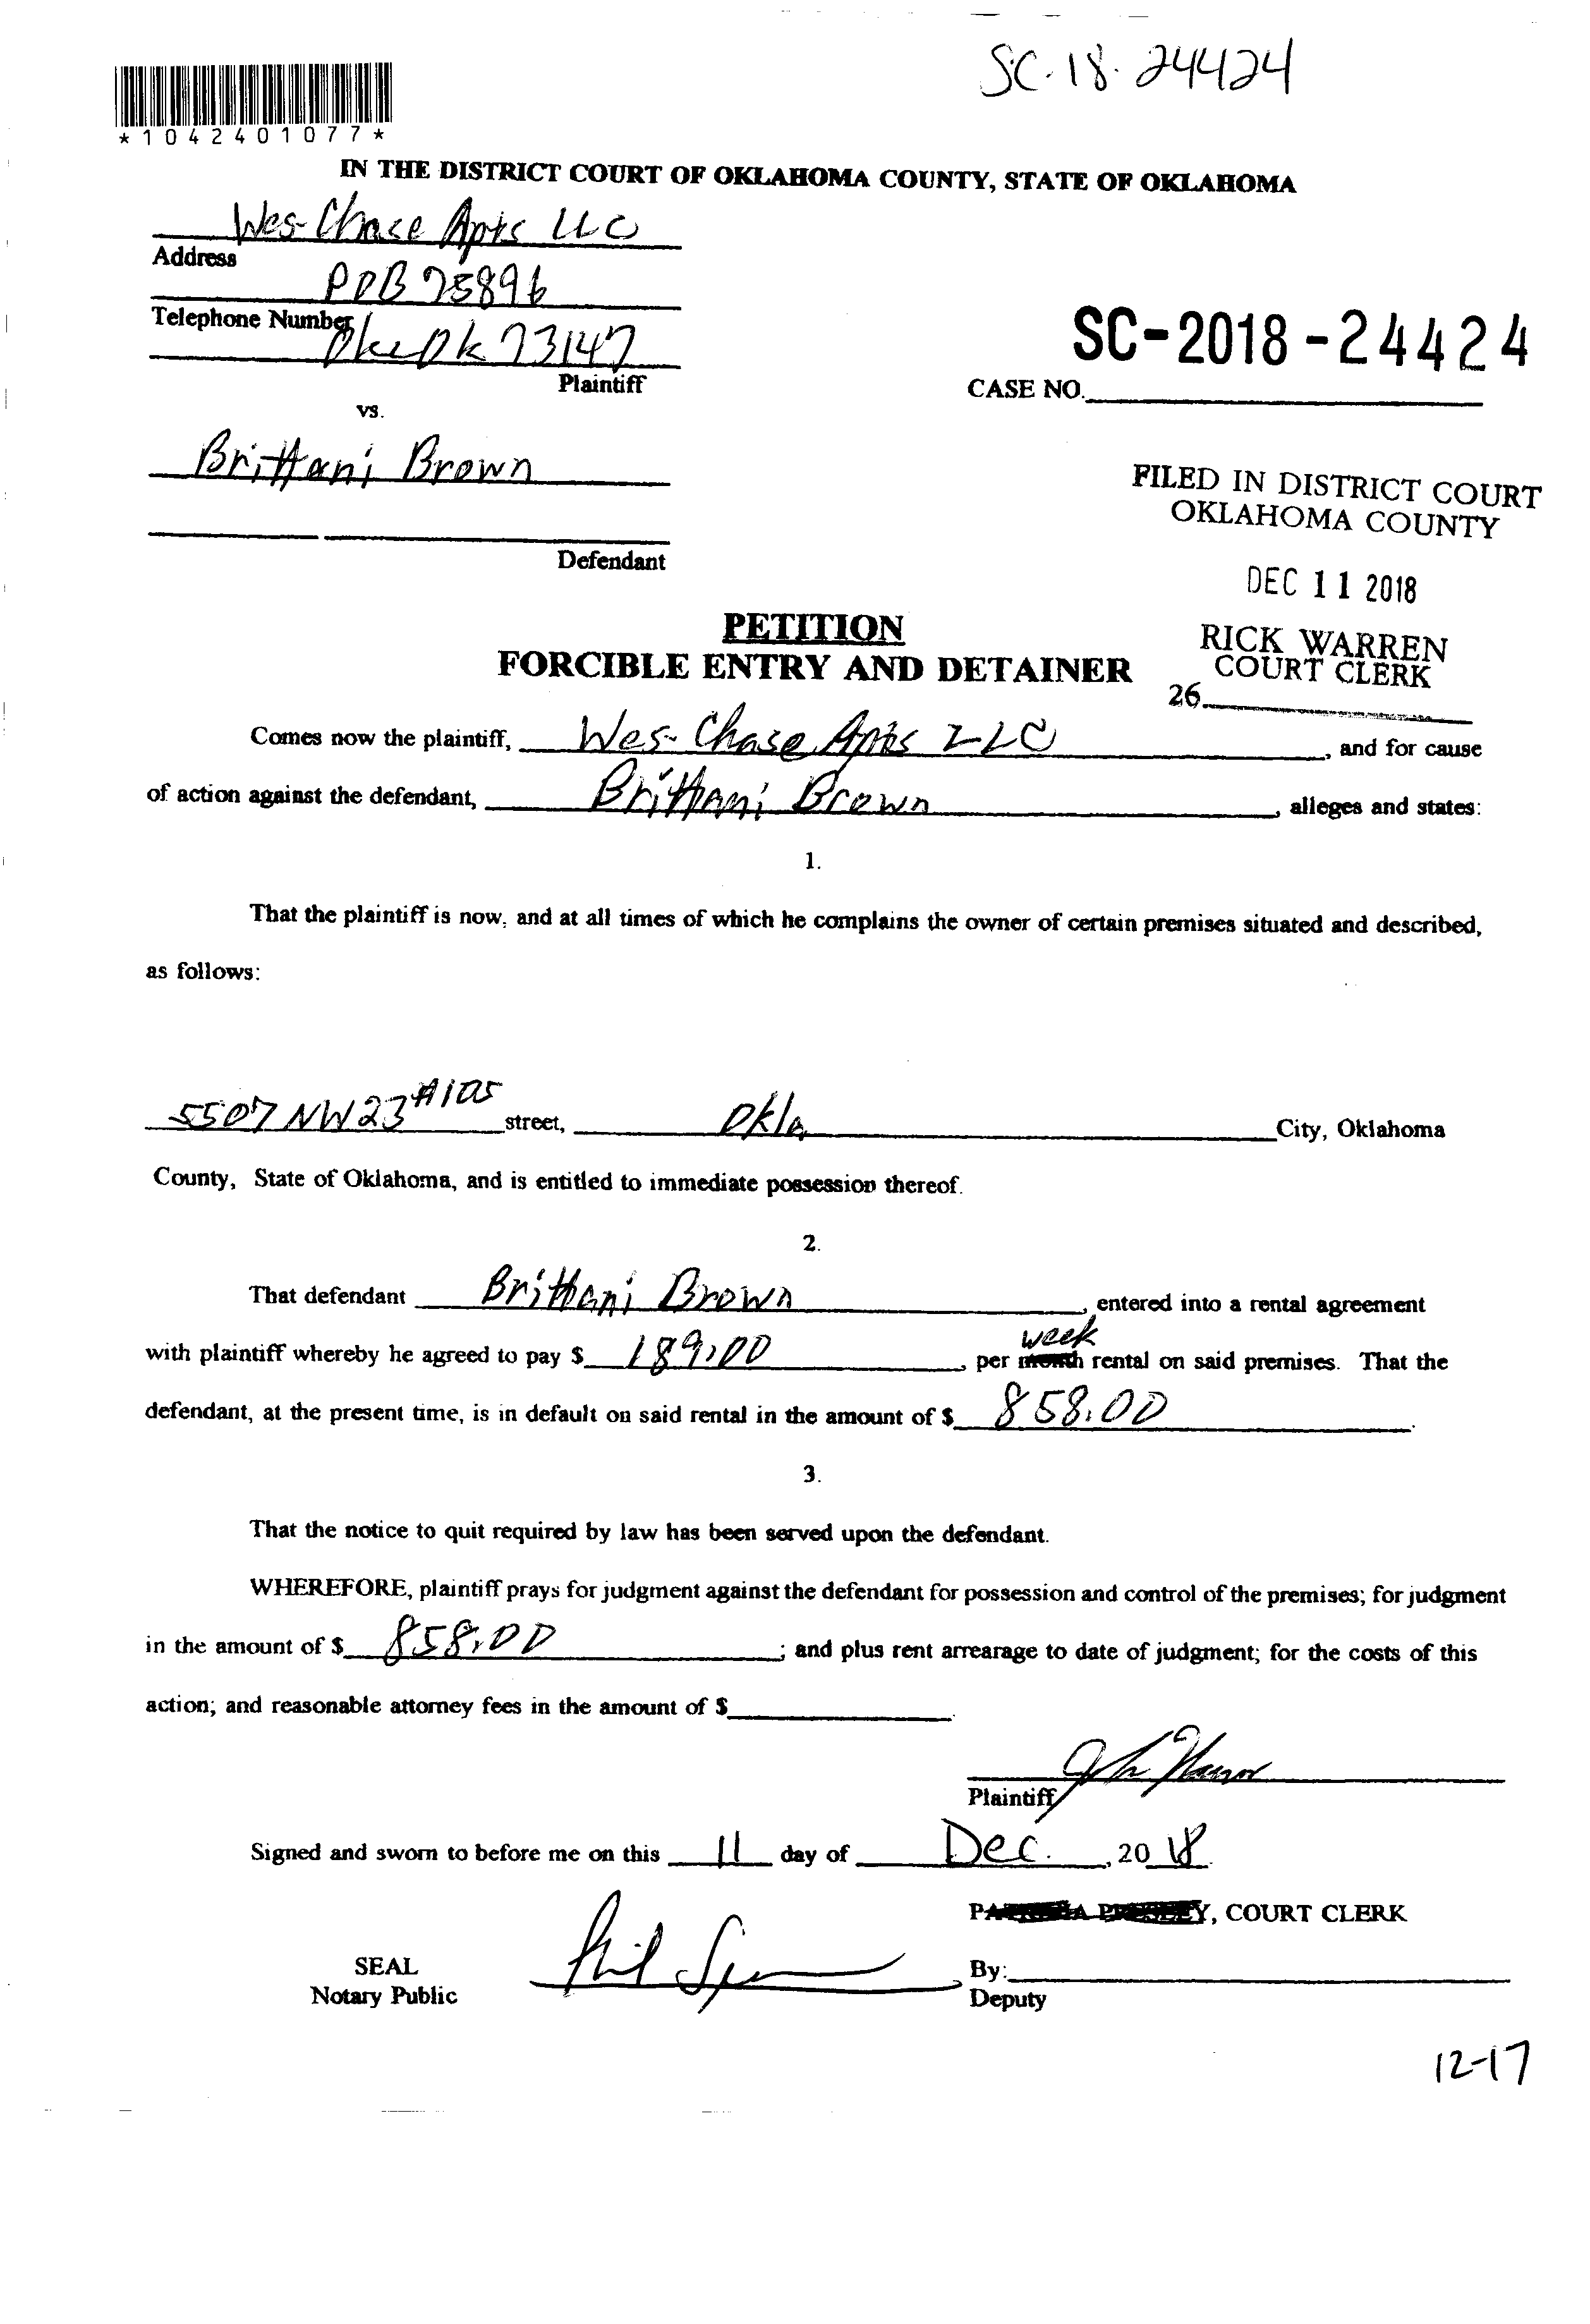 SC-18-24424
*1042401077*
IN THE DISTRICT COURT OF OKLAHOMA COUNTY, STATE OF OKLAHOMA
Wes-Chase Apts LLC
Address
POB 75896
Telephone Number
Okc Ok 73147
Plaintiff
SC-2018-24424
CASE NO.
vs.
Brittani Brown
Defendant
FILED IN DISTRICT COURT
OKLAHOMA COUNTY
DEC 11 2018
RICK WARREN
COURT CLERK
26
PETITION
FORCIBLE ENTRY AND DETAINER
Comes now the plaintiff, Wes-Chase Apts LLC, and for cause
of action against the defendant, Brittani Brown, alleges and states:
1.
That the plaintiff is now, and at all times of which he complains the owner of certain premises situated and described,
as follows:
5507 NW 23 #105 street, Okla City, Oklahoma
County, State of Oklahoma, and is entitled to immediate possession thereof.
2.
That defendant Brittani Brown, entered into a rental agreement
with plaintiff whereby he agreed to pay $ 189.00, per month week rental on said premises. That the
defendant, at the present time, is in default on said rental in the amount of $ 858.00.
3.
That the notice to quit required by law has been served upon the defendant.
WHEREFORE, plaintiff prays for judgment against the defendant for possession and control of the premises; for judgment
in the amount of $ 858.00; and plus rent arrearage to date of judgment; for the costs of this
action; and reasonable attorney fees in the amount of $ .
Plaintiff
Signed and sworn to before me on this 11 day of Dec., 2018.
, COURT CLERK
SEAL
Notary Public
By:
Deputy
12-17